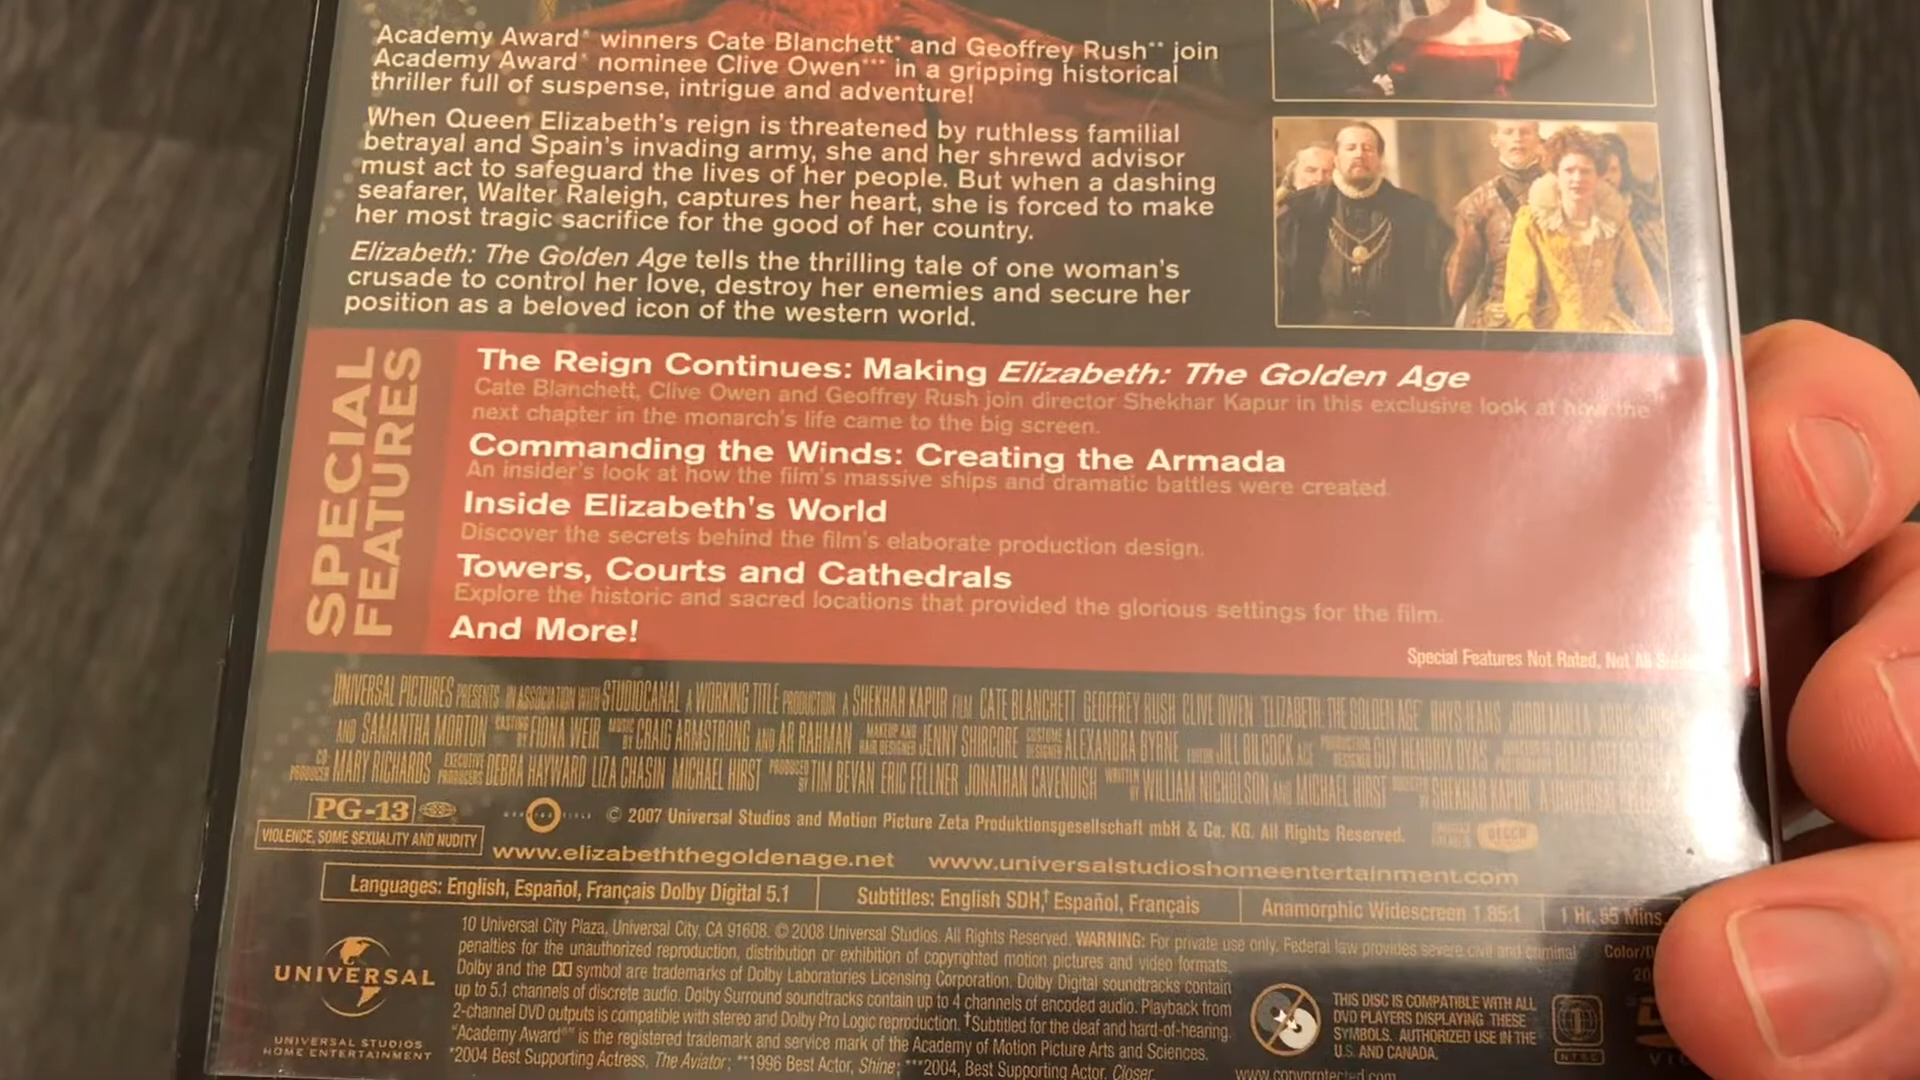 Academy Award* winners Cate Blanchett* and Geoffrey Rush** join
Academy Award* nominee Clive Owen*** in a gripping historical
thriller full of suspense, intrigue and adventure!
When Queen Elizabeth's reign is threatened by ruthless familial
betrayal and Spain's invading army, she and her shrewd advisor
must act to safeguard the lives of her people. But when a dashing
seafarer, Walter Raleigh, captures her heart, she is forced to make
her most tragic sacrifice for the good of her country.
Elizabeth: The Golden Age tells the thrilling tale of one woman's
crusade to control her love, destroy her enemies and secure her
position as a beloved icon of the western world.
SPECIAL
FEATURES
The Reign Continues: Making Elizabeth: The Golden Age
Cate Blanchett, Clive Owen and Geoffrey Rush join director Shekhar Kapur in this exclusive look at how the
next chapter in the monarch's life came to the big screen.
Commanding the Winds: Creating the Armada
An insider's look at how the film's massive ships and dramatic battles were created.
Inside Elizabeth's World
Discover the secrets behind the film's elaborate production design.
Towers, Courts and Cathedrals
Explore the historic and sacred locations that provided the glorious settings for the film.
And More!
Special Features Not Rated, Not All
UNIVERSAL PICTURES PRESENTS IN ASSOCIATION WITH STUDIOCANAL A WORKING TITLE PRODUCTION A SHEKHAR KAPUR FILM CATE BLANCHETT GEOFFREY RUSH CLIVE OWEN "ELIZABETH: THE GOLDEN AGE" RHYS IFANS
AND SAMANTHA MORTON CASTING BY FIONA WEIR MUSIC BY CRAIG ARMSTRONG AND AR RAHMAN MAKEUP AND HAIR DESIGNER JENNY SHIRCORE COSTUME DESIGNER ALEXANDRA BYRNE EDITOR JILL BILCOCK, ACE PRODUCTION DESIGNER GUY HENDRIX DYAS
CO-PRODUCER MARY RICHARDS EXECUTIVE PRODUCERS DEBRA HAYWARD LIZA CHASIN MICHAEL HIRST PRODUCED BY TIM BEVAN ERIC FELLNER JONATHAN CAVENDISH WRITTEN BY WILLIAM NICHOLSON AND MICHAEL HIRST DIRECTED BY SHEKHAR KAPUR
PG-13
VIOLENCE, SOME SEXUALITY AND NUDITY
© 2007 Universal Studios and Motion Picture Zeta Produktionsgesellschaft mbH & Co. KG. All Rights Reserved.
DECCA
www.elizabeththegoldenage.net www.universalstudioshomeentertainment.com
Languages: English, Español, Français Dolby Digital 5.1
Subtitles: English SDH,† Español, Français
Anamorphic Widescreen 1.85:1
1 Hr. 55 Mins.
10 Universal City Plaza, Universal City, CA 91608. © 2008 Universal Studios. All Rights Reserved. WARNING: For private use only. Federal law provides severe civil and criminal
penalties for the unauthorized reproduction, distribution or exhibition of copyrighted motion pictures and video formats.
Dolby and the DD symbol are trademarks of Dolby Laboratories Licensing Corporation. Dolby Digital soundtracks contain
up to 5.1 channels of discrete audio. Dolby Surround soundtracks contain up to 4 channels of encoded audio. Playback from
2-channel DVD outputs is compatible with stereo and Dolby Pro Logic reproduction. †Subtitled for the deaf and hard-of-hearing.
"Academy Award®" is the registered trademark and service mark of the Academy of Motion Picture Arts and Sciences.
*2004 Best Supporting Actress, The Aviator; **1996 Best Actor, Shine; ***2004, Best Supporting Actor, Closer.
Color/
UNIVERSAL
UNIVERSAL STUDIOS
HOME ENTERTAINMENT
THIS DISC IS COMPATIBLE WITH ALL
DVD PLAYERS DISPLAYING THESE
SYMBOLS. AUTHORIZED USE IN THE
U.S. AND CANADA.
1
NTSC
www.copyprotected.com